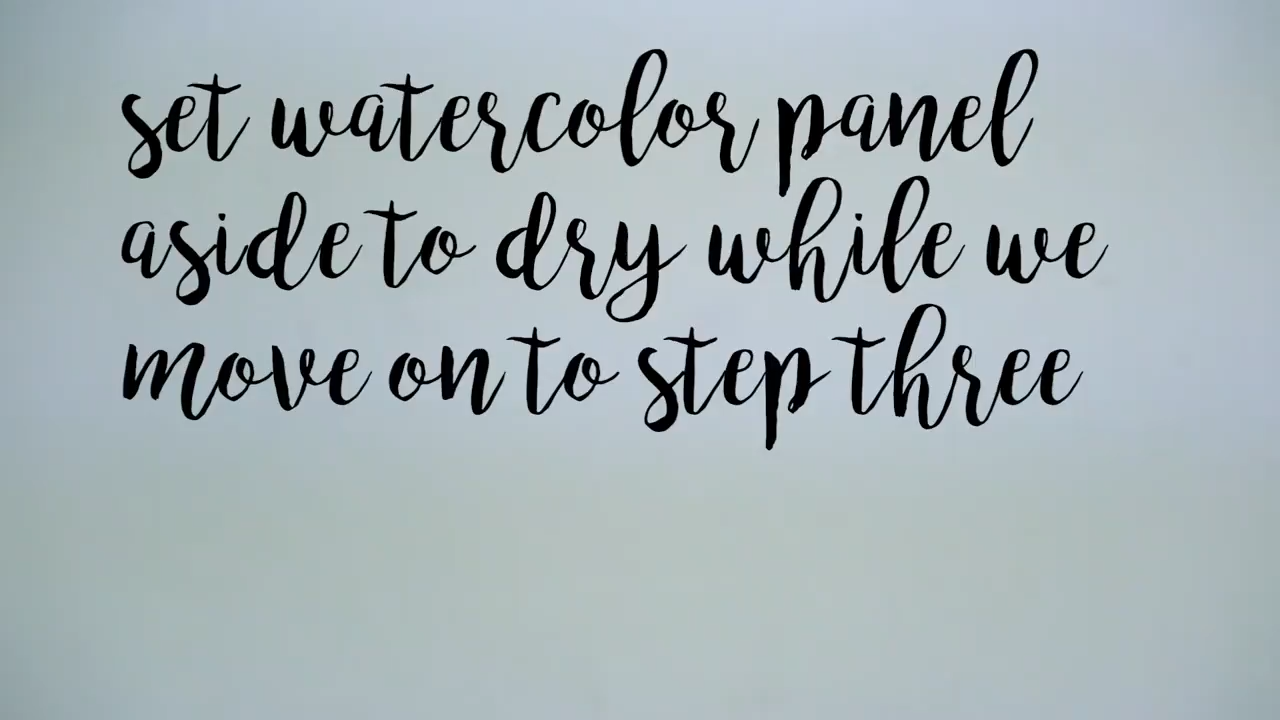 set watercolor panel
aside to dry while we
move on to step three